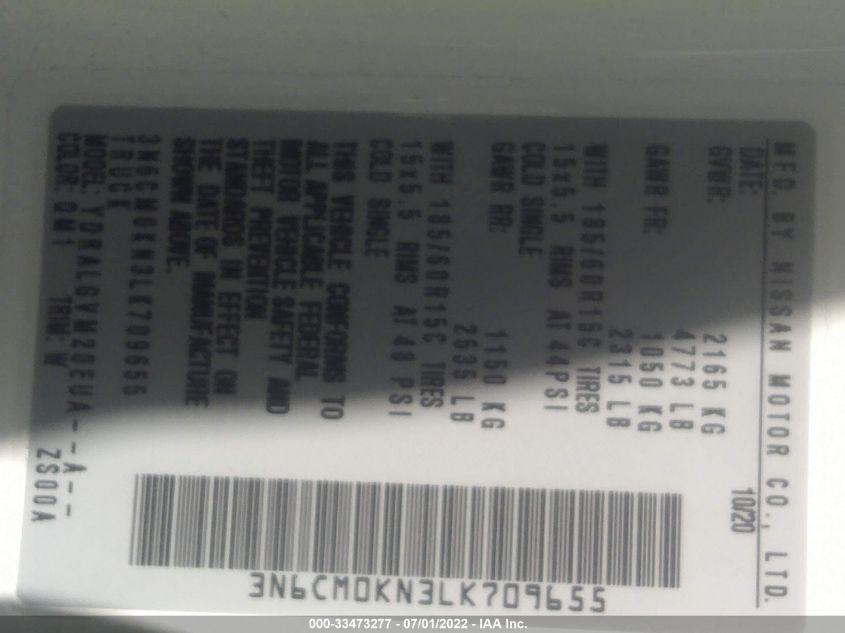 MFD. BY NISSAN MOTOR CO., LTD.
DATE: 10/20
GVWR: 2165 KG
4773 LB
GAWR FR: 1050 KG
2315 LB
WITH 185/60R15C TIRES
15x5.5 RIMS AT 44PSI
COLD SINGLE
GAWR RR: 1150 KG
2535 LB
WITH 185/60R15C TIRES
15x5.5 RIMS AT 48 PSI
COLD SINGLE
THIS VEHICLE CONFORMS TO
ALL APPLICABLE FEDERAL
MOTOR VEHICLE SAFETY AND
THEFT PREVENTION
STANDARDS IN EFFECT ON
THE DATE OF MANUFACTURE
SHOWN ABOVE.
3N6CM0KN3LK709655
TRUCK
MODEL: YDRALGVM20EUA--A--
COLOR: QM1 TRIM: W ZS00A
3N6CM0KN3LK709655
000-33473277 - 07/01/2022 - IAA Inc.